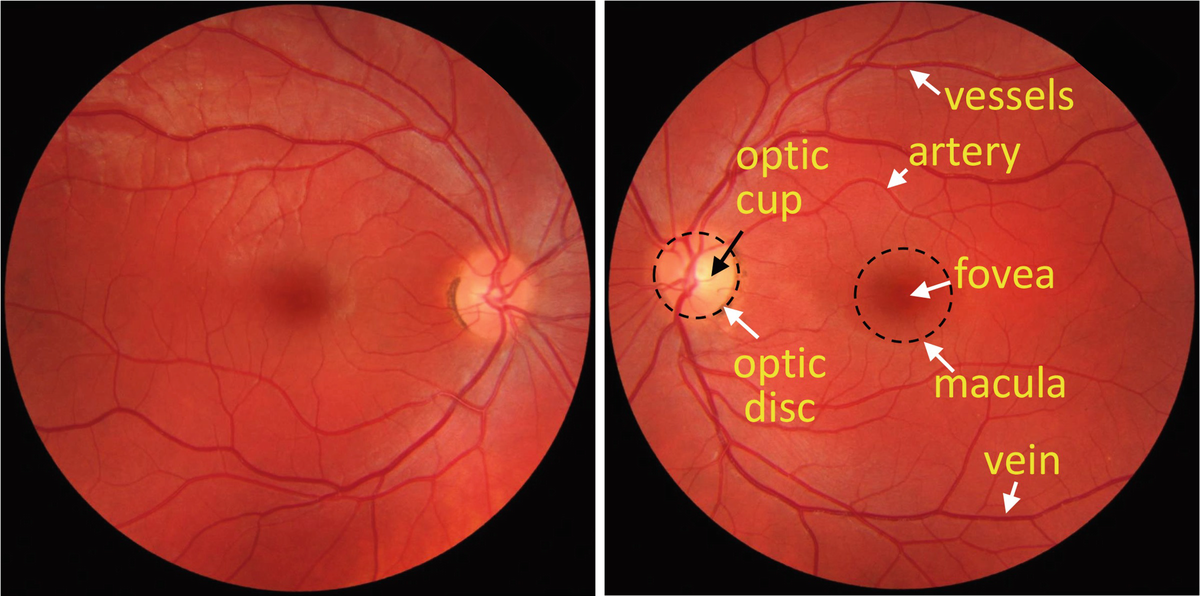 vessels
artery
optic
cup
fovea
optic
disc
macula
vein